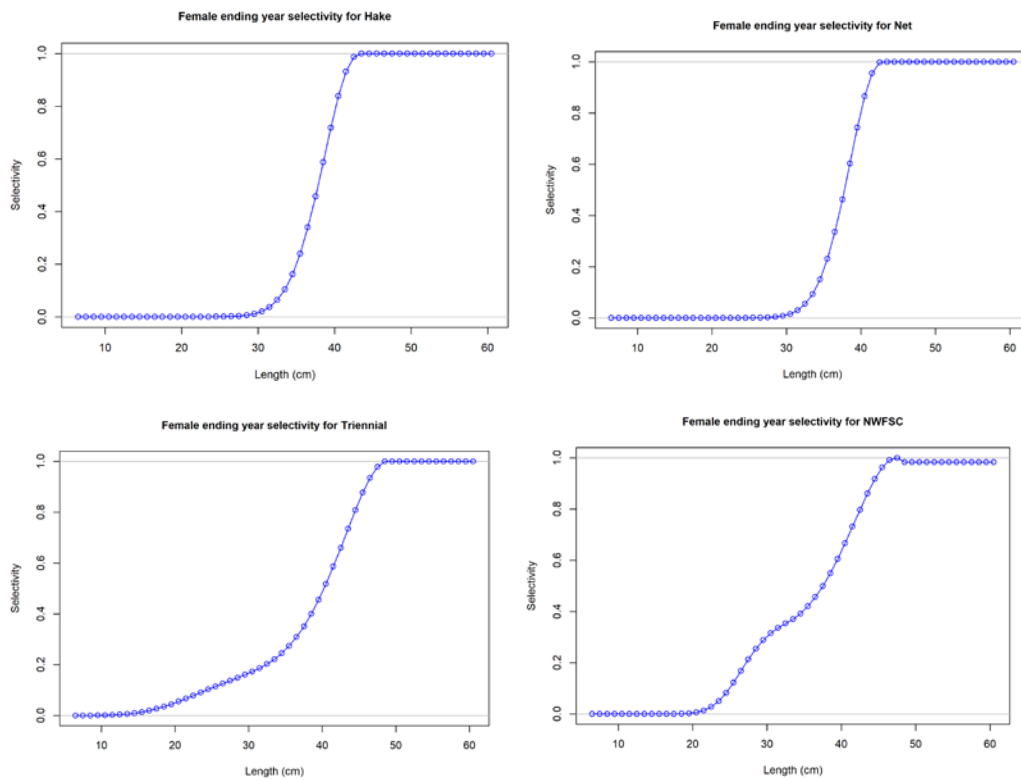 Female ending year selectivity for Hake
Selectivity
0.0 0.2 0.4 0.6 0.8 1.0
10 20 30 40 50 60
Length (cm)
Female ending year selectivity for Net
Selectivity
0.0 0.2 0.4 0.6 0.8 1.0
10 20 30 40 50 60
Length (cm)
Female ending year selectivity for Triennial
Selectivity
0.0 0.2 0.4 0.6 0.8 1.0
10 20 30 40 50 60
Length (cm)
Female ending year selectivity for NWFSC
Selectivity
0.0 0.2 0.4 0.6 0.8 1.0
10 20 30 40 50 60
Length (cm)